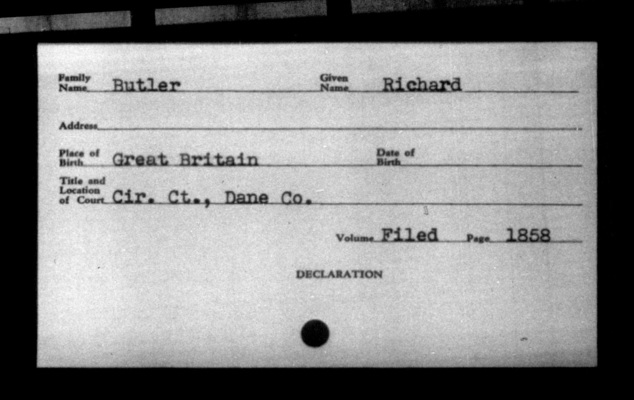 Family Name Butler Given Name Richard
Address
Place of Birth Great Britain Date of Birth
Title and Location of Court Cir. Ct., Dane Co.
Volume Filed Page 1858
DECLARATION